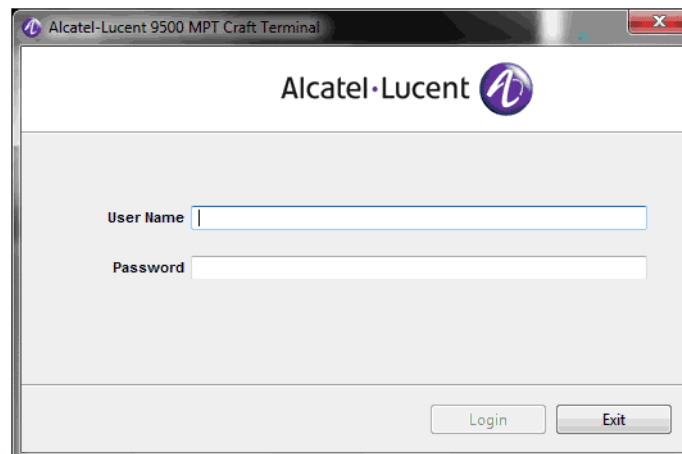 Alcatel-Lucent 9500 MPT Craft Terminal
Alcatel·Lucent
User Name
Password
Login
Exit